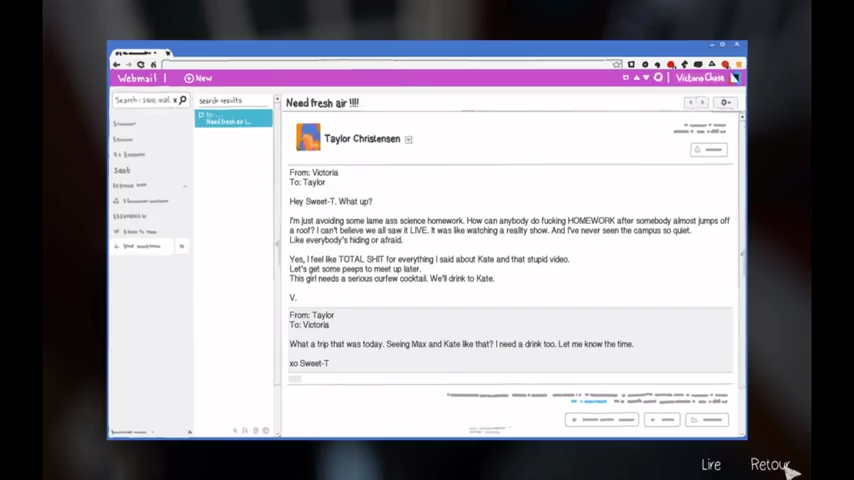 Webmail | New Victoria Chase
Search: sent mail x
search results
Need fresh air !!!!
Need fresh air !...
Taylor Christensen
Sent
From: Victoria
To: Taylor
Hey Sweet-T. What up?
I'm just avoiding some lame ass science homework. How can anybody do fucking HOMEWORK after somebody almost jumps off
a roof? I can't believe we all saw it LIVE. It was like watching a reality show. And I've never seen the campus so quiet.
Like everybody's hiding or afraid.
Yes, I feel like TOTAL SHIT for everything I said about Kate and that stupid video.
Let's get some peeps to meet up later.
This girl needs a serious curfew cocktail. We'll drink to Kate.
V.
From: Taylor
To: Victoria
What a trip that was today. Seeing Max and Kate like that? I need a drink too. Let me know the time.
xo Sweet-T
Lire Retour